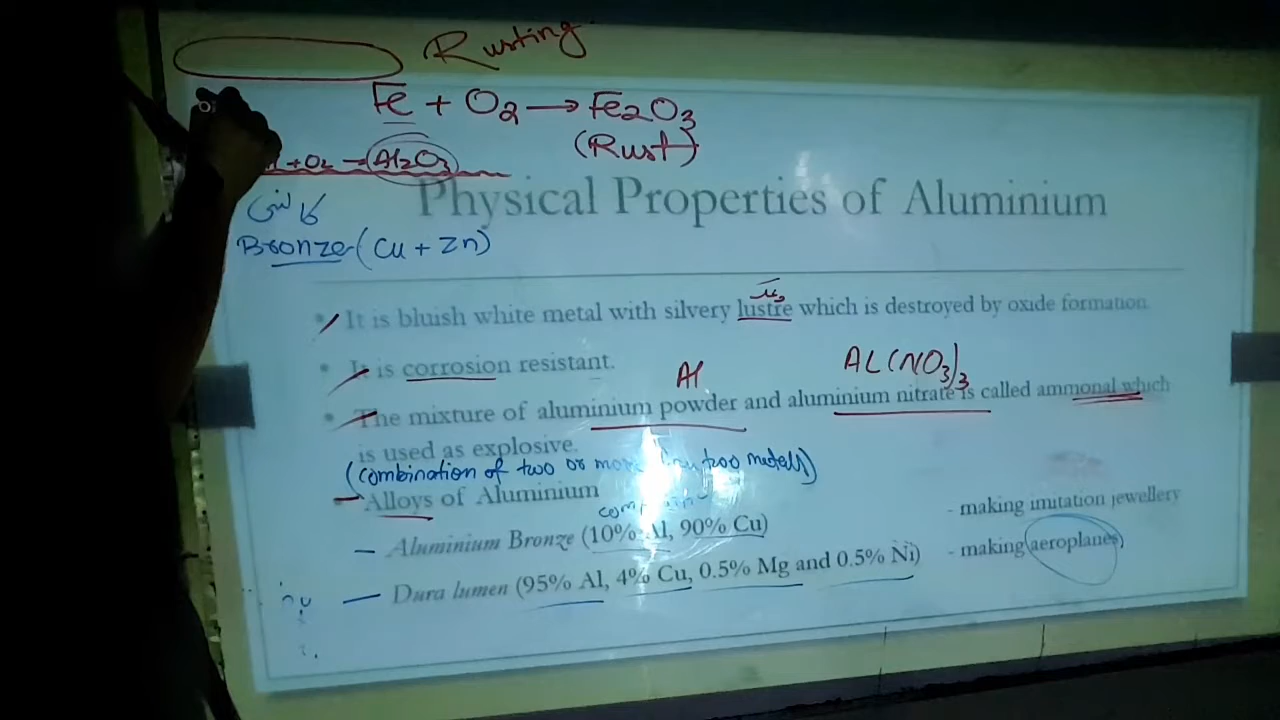 Rusting
Fe + O2 → Fe2O3
(Rust)
+ O2 → Al2O3
Physical Properties of Aluminium
کانسی
Bronze (Cu + Zn)
It is bluish white metal with silvery lustre which is destroyed by oxide formation
It is corrosion resistant.
Al Al(NO3)3
The mixture of aluminium powder and aluminium nitrate is called ammonal which
is used as explosive.
(combination of two or more two metals)
Alloys of Aluminium
Aluminium Bronze (10% Al, 90% Cu) - making imitation jewellery
Dura lumen (95% Al, 4% Cu, 0.5% Mg and 0.5% Ni) - making aeroplanes